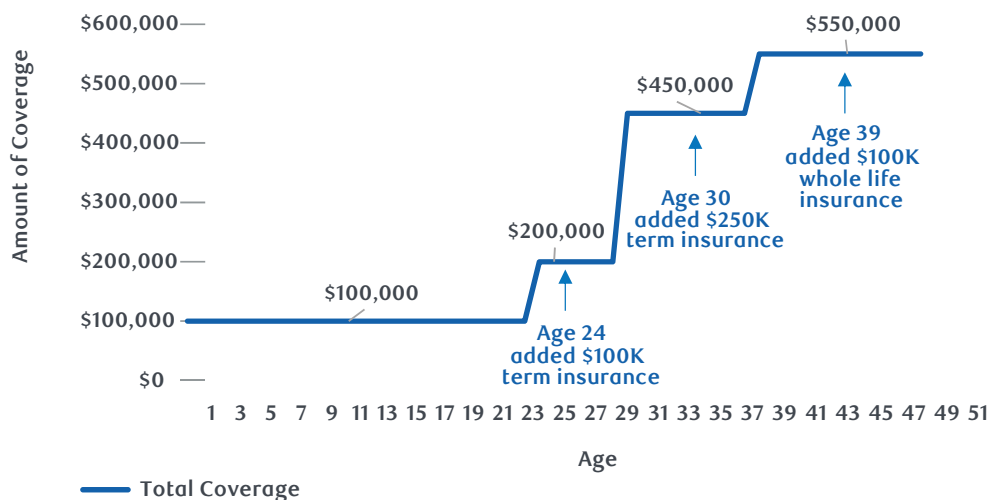 $600,000
$550,000
$500,000
$450,000
$400,000
Age 39
added $100K
whole life
insurance
$300,000
Age 30
added $250K
term insurance
$200,000
$200,000
$100,000
$100,000
Age 24
added $100K
term insurance
$0
Amount of Coverage
1 3 5 7 9 11 13 15 17 19 21 23 25 27 29 31 33 35 37 39 41 43 45 47 49 51
Age
Total Coverage